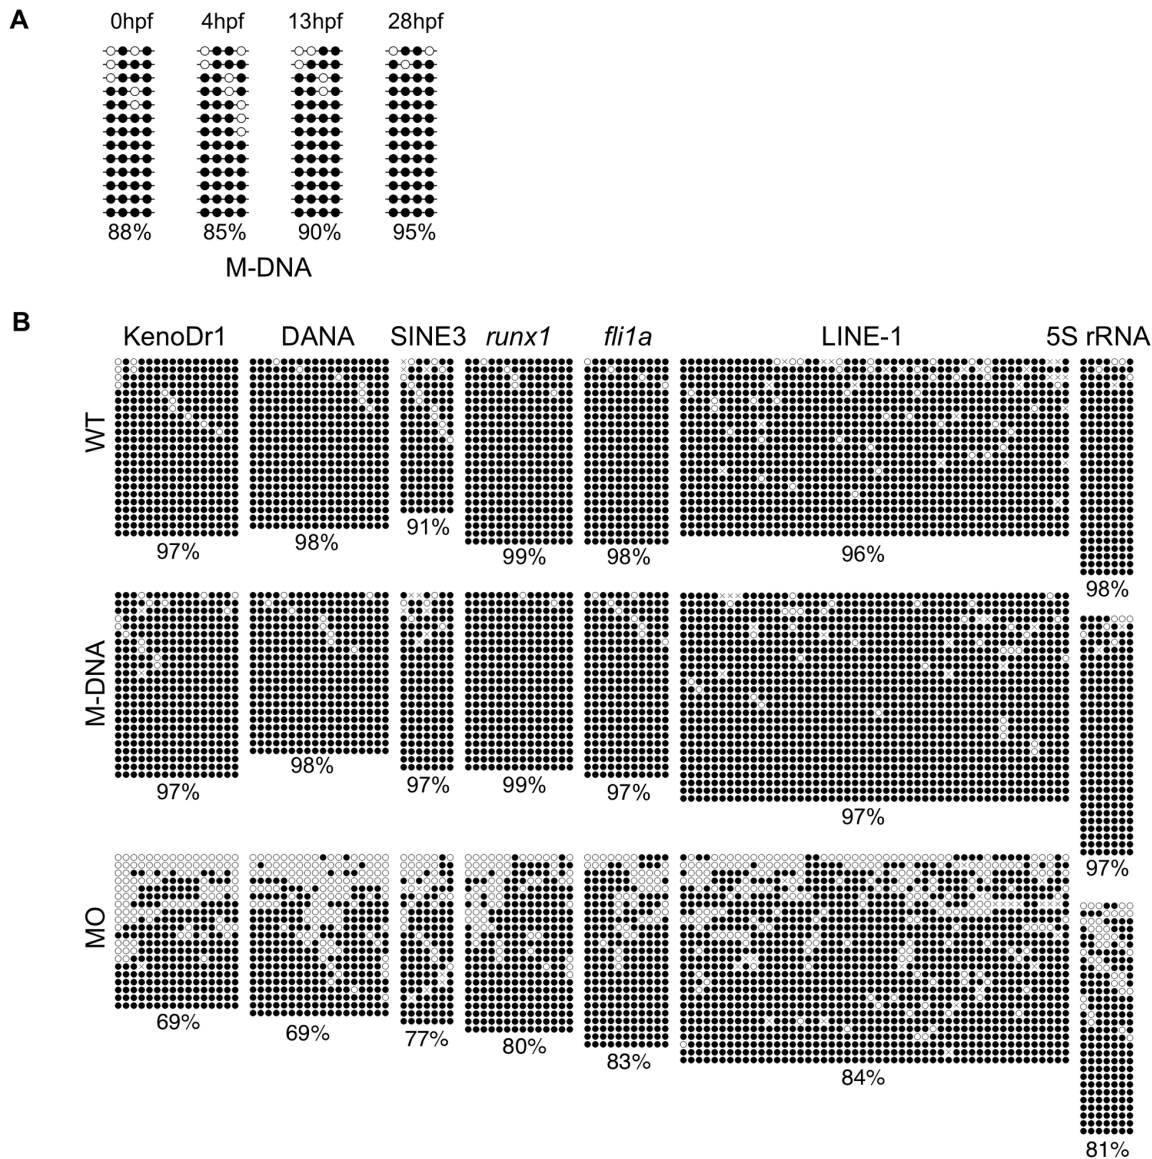 A
0hpf 4hpf 13hpf 28hpf
88% 85% 90% 95%
M-DNA
B
KenoDr1 DANA SINE3 runx1 fli1a LINE-1 5S rRNA
WT
97% 98% 91% 99% 98% 96% 98%
M-DNA
97% 98% 97% 99% 97% 97% 97%
MO
69% 69% 77% 80% 83% 84% 81%